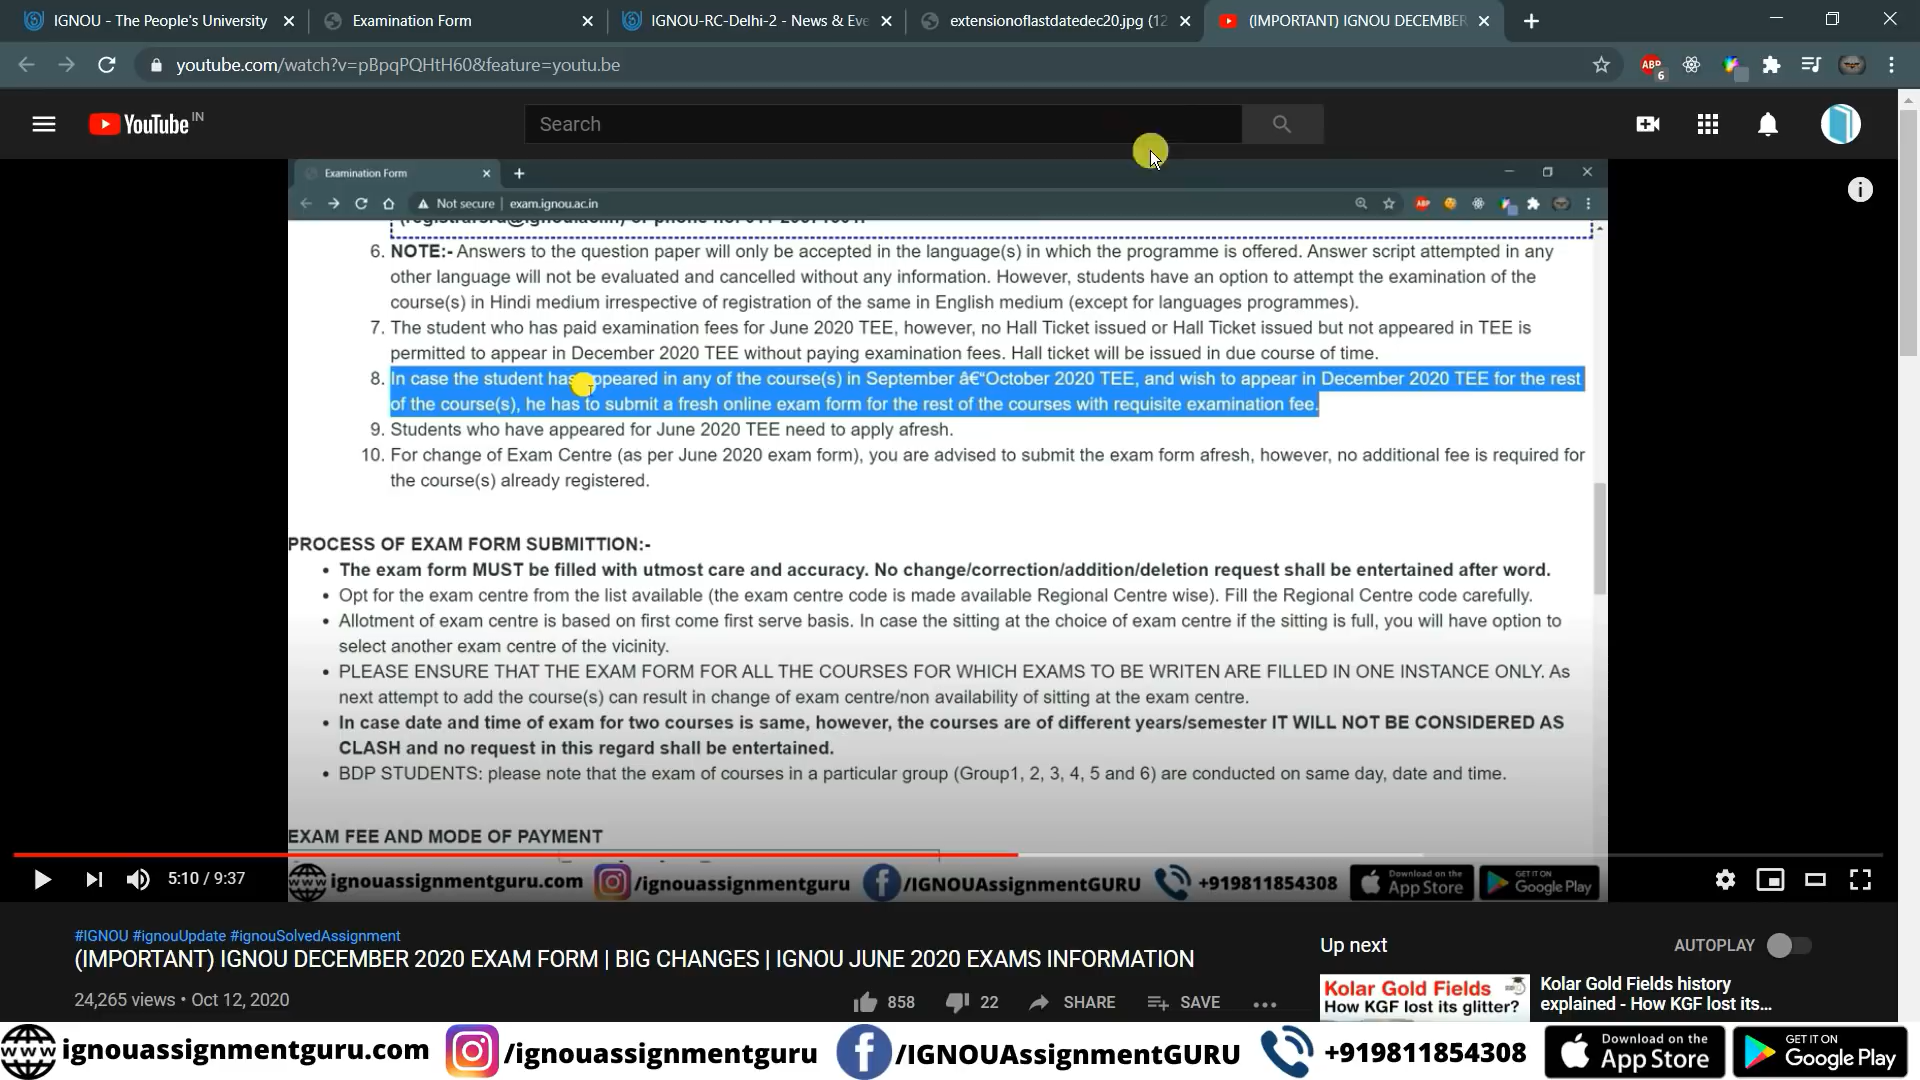 IGNOU - The People's University
Examination Form
IGNOU-RC-Delhi-2 - News & Eve
extensionoflastdatedec20.jpg (12
(IMPORTANT) IGNOU DECEMBER
youtube.com/watch?v=pBpqPQHtH60&feature=youtu.be
ABP
6
YouTube IN
Search
Examination Form
Not secure | exam.ignou.ac.in
ABP
6. NOTE:- Answers to the question paper will only be accepted in the language(s) in which the programme is offered. Answer script attempted in any
other language will not be evaluated and cancelled without any information. However, students have an option to attempt the examination of the
course(s) in Hindi medium irrespective of registration of the same in English medium (except for languages programmes).
7. The student who has paid examination fees for June 2020 TEE, however, no Hall Ticket issued or Hall Ticket issued but not appeared in TEE is
permitted to appear in December 2020 TEE without paying examination fees. Hall ticket will be issued in due course of time.
8. In case the student has appeared in any of the course(s) in September â€“October 2020 TEE, and wish to appear in December 2020 TEE for the rest
of the course(s), he has to submit a fresh online exam form for the rest of the courses with requisite examination fee.
9. Students who have appeared for June 2020 TEE need to apply afresh.
10. For change of Exam Centre (as per June 2020 exam form), you are advised to submit the exam form afresh, however, no additional fee is required for
the course(s) already registered.
PROCESS OF EXAM FORM SUBMITTION:-
• The exam form MUST be filled with utmost care and accuracy. No change/correction/addition/deletion request shall be entertained after word.
• Opt for the exam centre from the list available (the exam centre code is made available Regional Centre wise). Fill the Regional Centre code carefully.
• Allotment of exam centre is based on first come first serve basis. In case the sitting at the choice of exam centre if the sitting is full, you will have option to
select another exam centre of the vicinity.
• PLEASE ENSURE THAT THE EXAM FORM FOR ALL THE COURSES FOR WHICH EXAMS TO BE WRITEN ARE FILLED IN ONE INSTANCE ONLY. As
next attempt to add the course(s) can result in change of exam centre/non availability of sitting at the exam centre.
• In case date and time of exam for two courses is same, however, the courses are of different years/semester IT WILL NOT BE CONSIDERED AS
CLASH and no request in this regard shall be entertained.
• BDP STUDENTS: please note that the exam of courses in a particular group (Group1, 2, 3, 4, 5 and 6) are conducted on same day, date and time.
EXAM FEE AND MODE OF PAYMENT
5:10 / 9:37
www ignouassignmentguru.com /ignouassignmentguru /IGNOUAssignmentGURU +919811854308 Download on the App Store GET IT ON Google Play
#IGNOU #ignouUpdate #ignouSolvedAssignment
(IMPORTANT) IGNOU DECEMBER 2020 EXAM FORM | BIG CHANGES | IGNOU JUNE 2020 EXAMS INFORMATION
24,265 views • Oct 12, 2020
858 22 SHARE SAVE
Up next
AUTOPLAY
Kolar Gold Fields
How KGF lost its glitter?
Kolar Gold Fields history
explained - How KGF lost its...
www ignouassignmentguru.com /ignouassignmentguru /IGNOUAssignmentGURU +919811854308 Download on the App Store GET IT ON Google Play